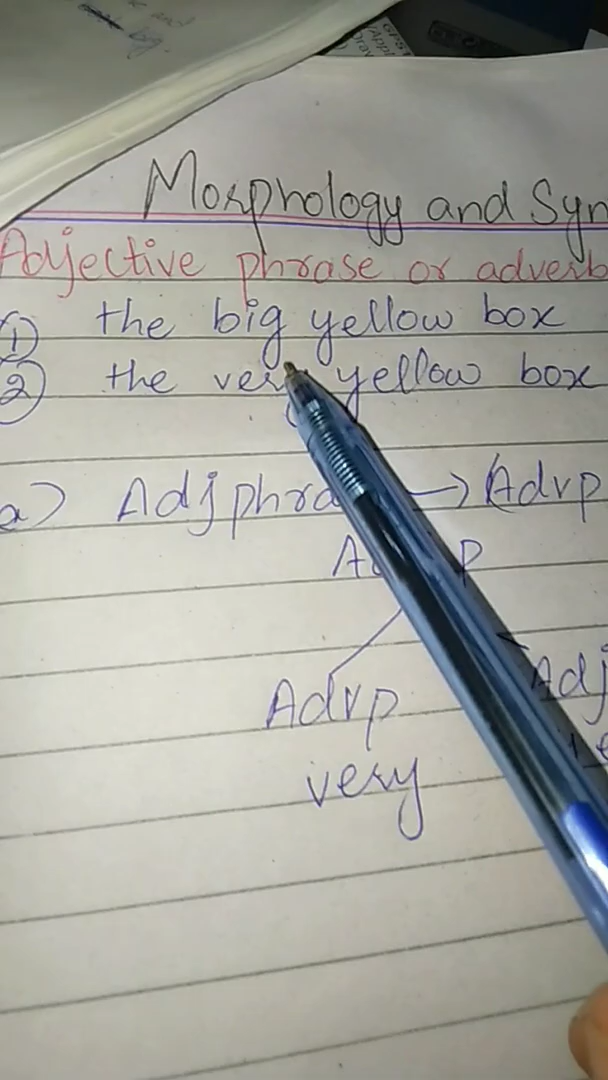 Morphology and Syn
Adjective phrase or adverb
① the big yellow box
② the very yellow box
a) Adj phra → (Advp
Advp Adj
very